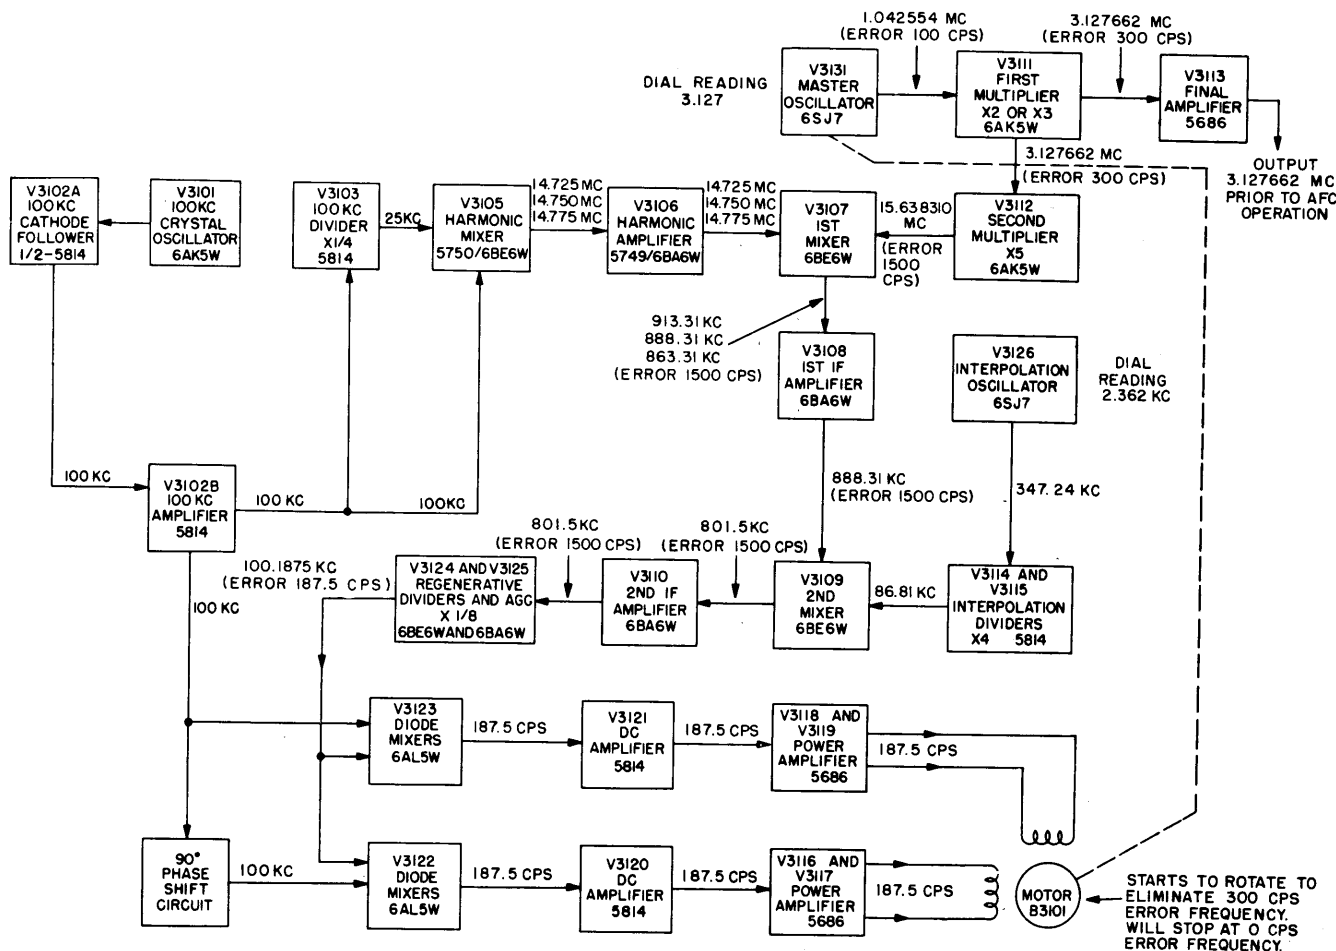 1.042554 MC
(ERROR 100 CPS)
3.127662 MC
(ERROR 300 CPS)
DIAL READING
3.127
V3131
MASTER
OSCILLATOR
6SJ7
V3111
FIRST
MULTIPLIER
X2 OR X3
6AK5W
V3113
FINAL
AMPLIFIER
5686
3.127662 MC
(ERROR 300 CPS)
OUTPUT
3.127662 MC
PRIOR TO AFC
OPERATION
V3102A
100 KC
CATHODE
FOLLOWER
1/2-5814
V3101
100KC
CRYSTAL
OSCILLATOR
6AK5W
V3103
100 KC
DIVIDER
X1/4
5814
25KC
V3105
HARMONIC
MIXER
5750/6BE6W
14.725 MC
14.750 MC
14.775 MC
V3106
HARMONIC
AMPLIFIER
5749/6BA6W
14.725 MC
14.750 MC
14.775 MC
V3107
1ST
MIXER
6BE6W
15.638310
MC
(ERROR
1500
CPS)
V3112
SECOND
MULTIPLIER
X5
6AK5W
913.31 KC
888.31 KC
863.31 KC
(ERROR 1500 CPS)
V3108
1ST IF
AMPLIFIER
6BA6W
V3126
INTERPOLATION
OSCILLATOR
6SJ7
DIAL
READING
2.362 KC
100 KC
V3102B
100 KC
AMPLIFIER
5814
100 KC
100KC
888.31 KC
(ERROR 1500 CPS)
347.24 KC
100.1875 KC
(ERROR 187.5 CPS)
V3124 AND V3125
REGENERATIVE
DIVIDERS AND AGC
X 1/8
6BE6W AND 6BA6W
801.5 KC
(ERROR 1500 CPS)
V3110
2ND IF
AMPLIFIER
6BA6W
801.5 KC
(ERROR 1500 CPS)
V3109
2ND
MIXER
6BE6W
86.81 KC
V3114 AND
V3115
INTERPOLATION
DIVIDERS
X4 5814
100 KC
V3123
DIODE
MIXERS
6AL5W
187.5 CPS
V3121
DC
AMPLIFIER
5814
187.5 CPS
V3118 AND
V3119
POWER
AMPLIFIER
5686
187.5 CPS
90°
PHASE
SHIFT
CIRCUIT
100 KC
V3122
DIODE
MIXERS
6AL5W
187.5 CPS
V3120
DC
AMPLIFIER
5814
187.5 CPS
V3116 AND
V3117
POWER
AMPLIFIER
5686
187.5 CPS
MOTOR
B3101
STARTS TO ROTATE TO
ELIMINATE 300 CPS
ERROR FREQUENCY.
WILL STOP AT 0 CPS
ERROR FREQUENCY.